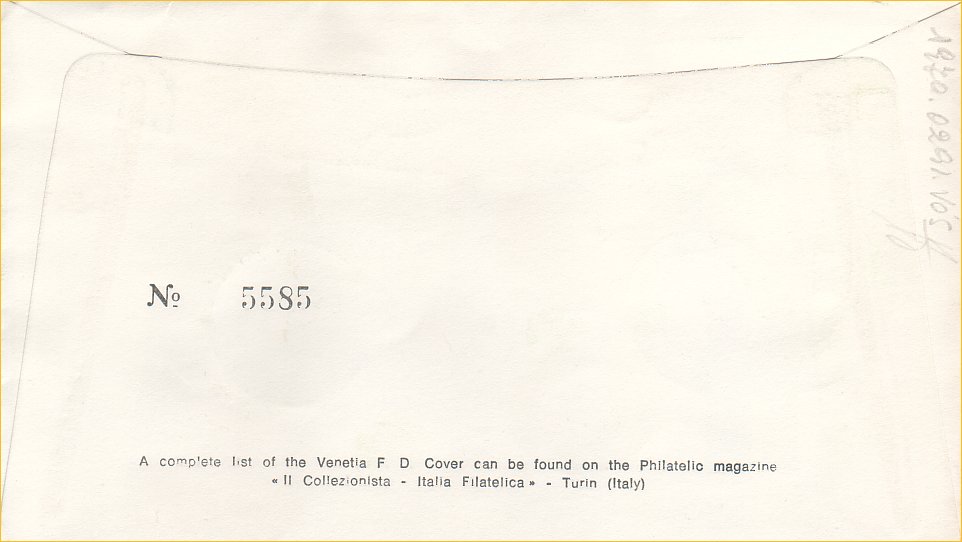 № 5585
A complete list of the Venetia F D Cover can be found on the Philatelic magazine
« Il Collezionista - Italia Filatelica » - Turin (Italy)